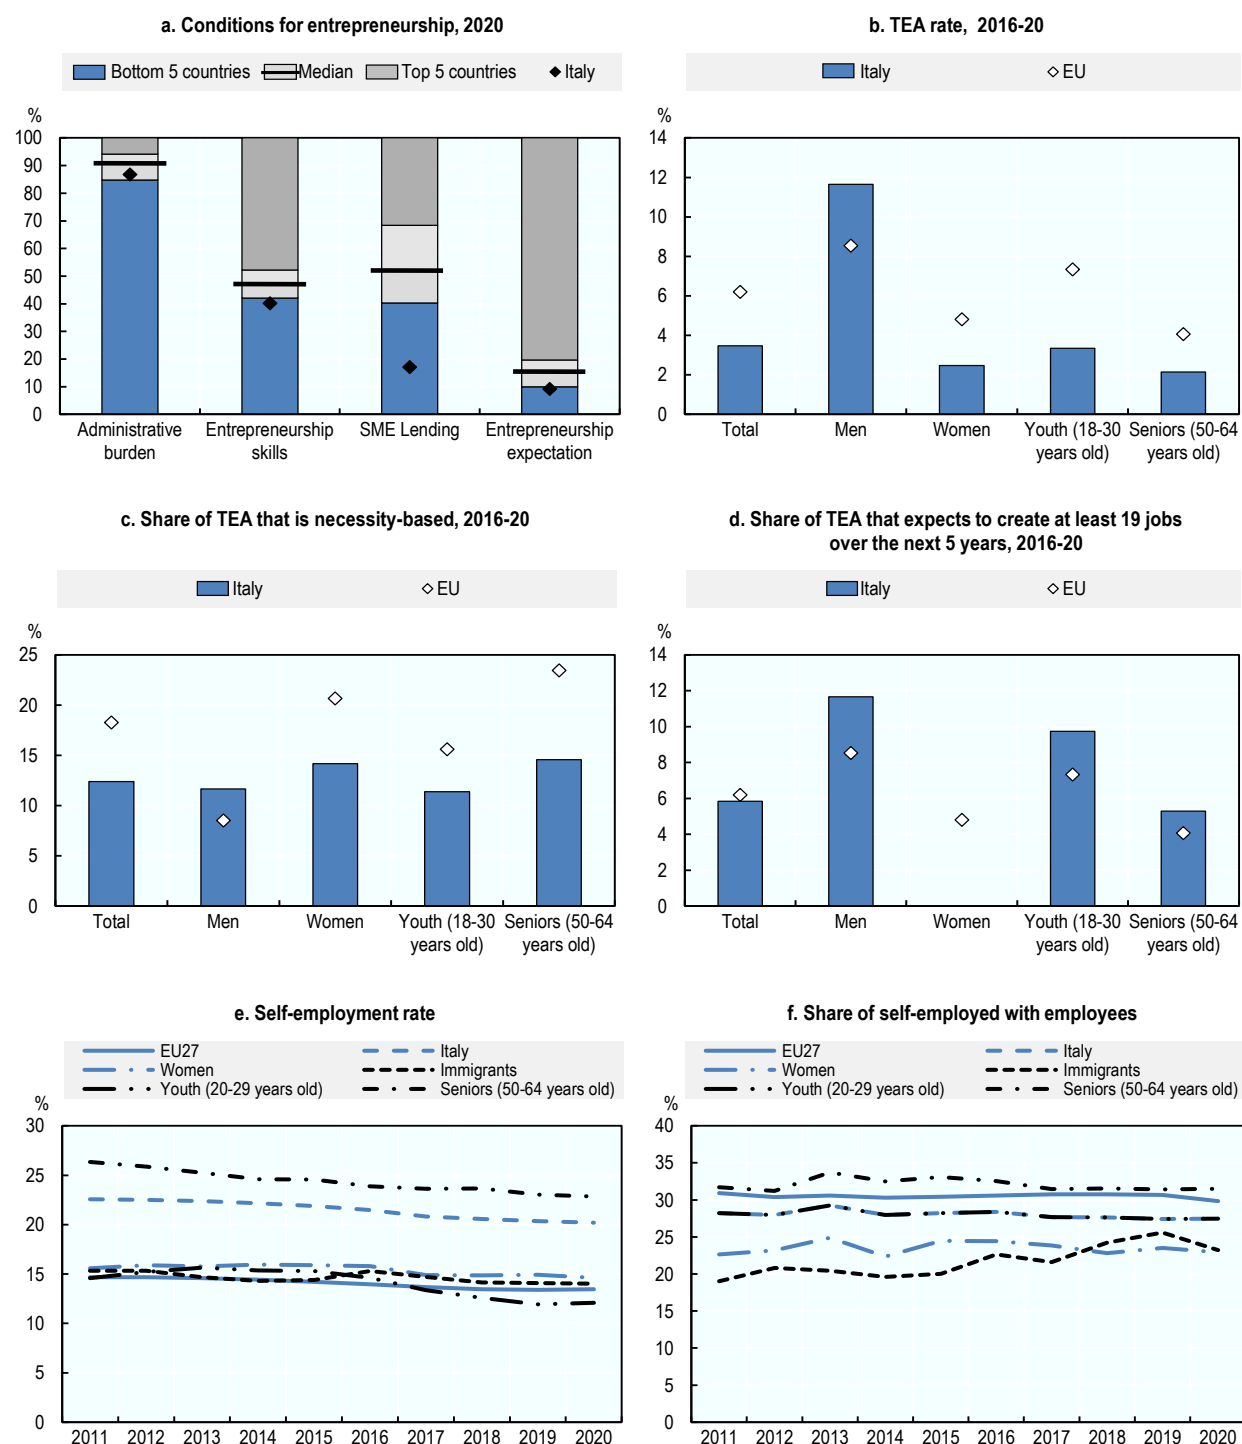 a. Conditions for entrepreneurship, 2020
Bottom 5 countries Median Top 5 countries Italy
%
100
90
80
70
60
50
40
30
20
10
0
Administrative burden
Entrepreneurship skills
SME Lending
Entrepreneurship expectation
b. TEA rate, 2016-20
Italy EU
%
14
12
10
8
6
4
2
0
Total
Men
Women
Youth (18-30 years old)
Seniors (50-64 years old)
c. Share of TEA that is necessity-based, 2016-20
Italy EU
%
25
20
15
10
5
0
Total
Men
Women
Youth (18-30 years old)
Seniors (50-64 years old)
d. Share of TEA that expects to create at least 19 jobs
over the next 5 years, 2016-20
Italy EU
%
14
12
10
8
6
4
2
0
Total
Men
Women
Youth (18-30 years old)
Seniors (50-64 years old)
e. Self-employment rate
EU27 Italy
Women Immigrants
Youth (20-29 years old) Seniors (50-64 years old)
%
30
25
20
15
10
5
0
2011 2012 2013 2014 2015 2016 2017 2018 2019 2020
f. Share of self-employed with employees
EU27 Italy
Women Immigrants
Youth (20-29 years old) Seniors (50-64 years old)
%
40
35
30
25
20
15
10
5
0
2011 2012 2013 2014 2015 2016 2017 2018 2019 2020